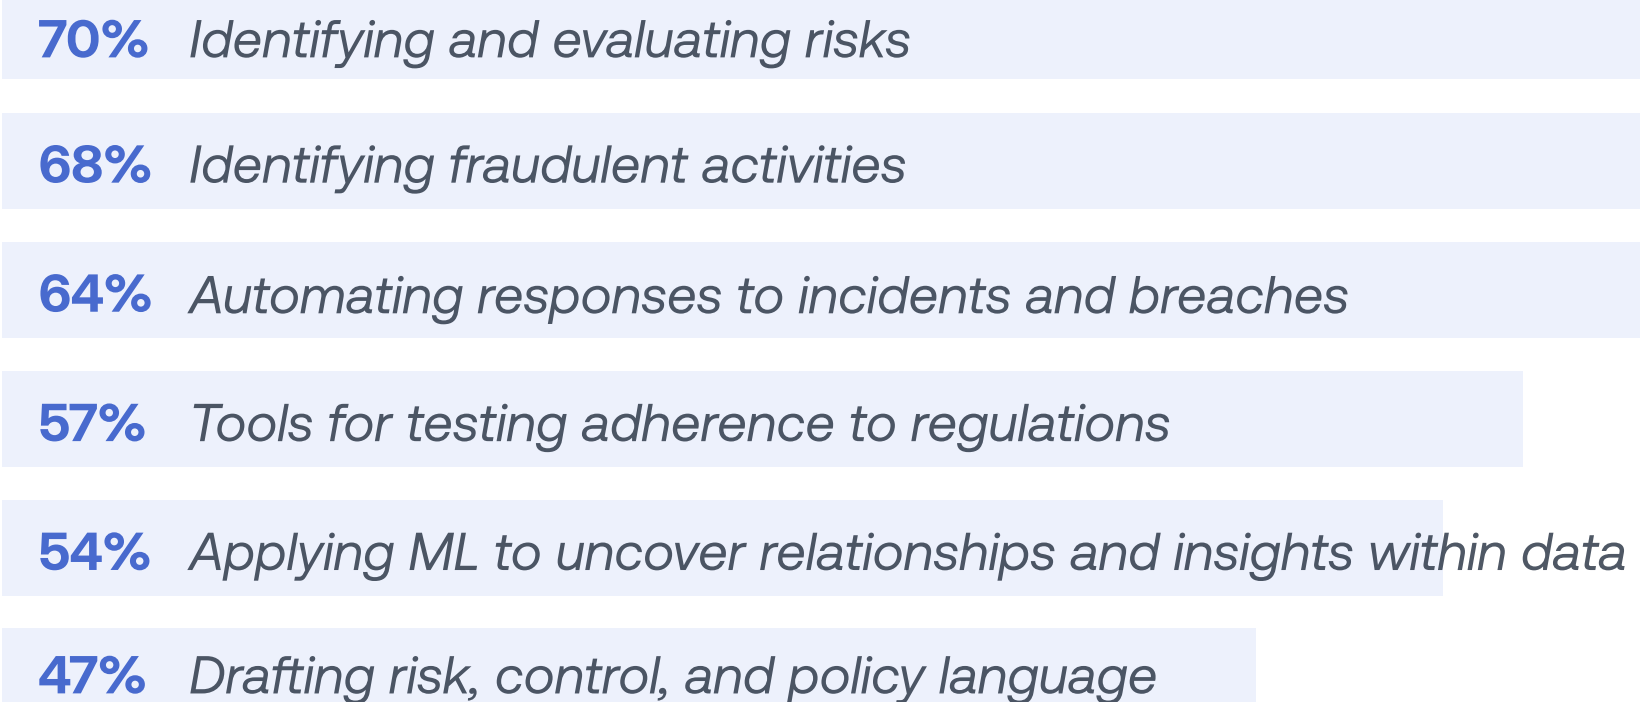 70% Identifying and evaluating risks
68% Identifying fraudulent activities
64% Automating responses to incidents and breaches
57% Tools for testing adherence to regulations
54% Applying ML to uncover relationships and insights within data
47% Drafting risk, control, and policy language